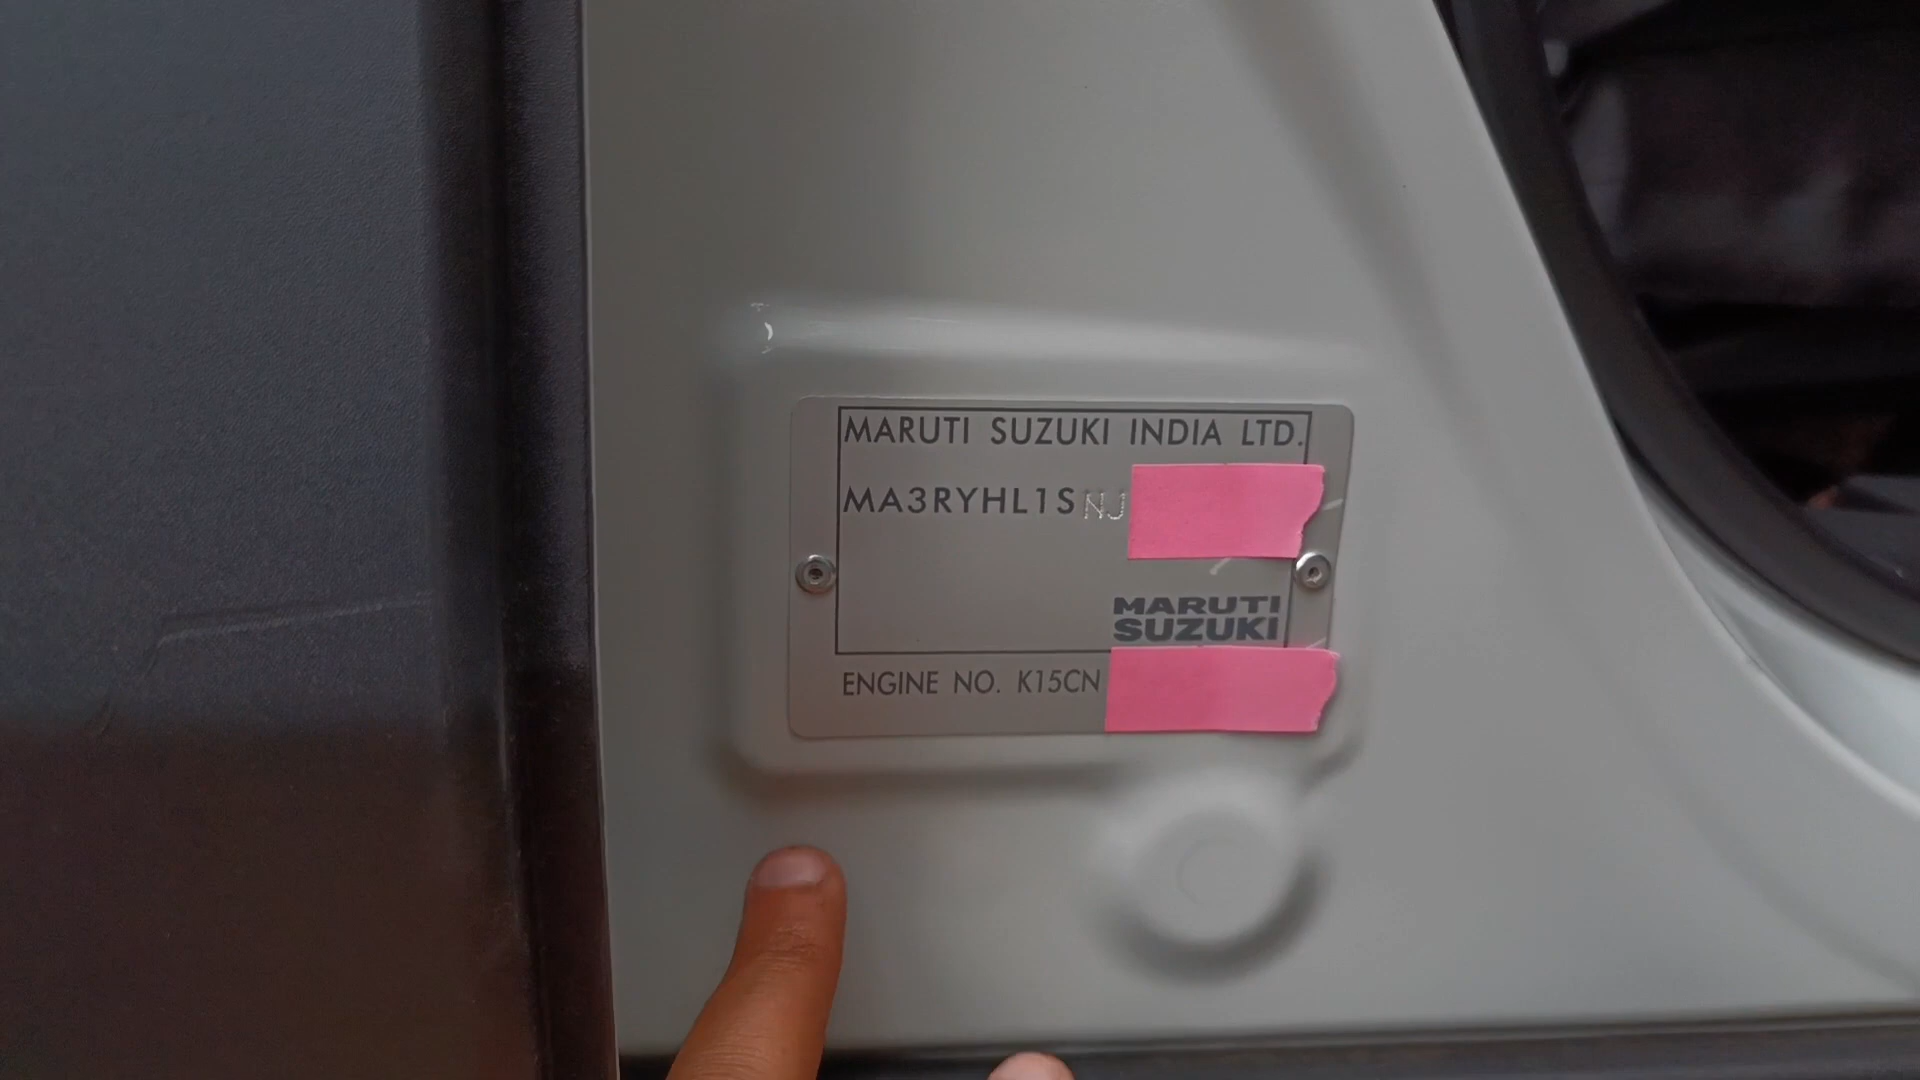 MARUTI SUZUKI INDIA LTD.
MA3RYHL1SNJ
MARUTI
SUZUKI
ENGINE NO. K15CN